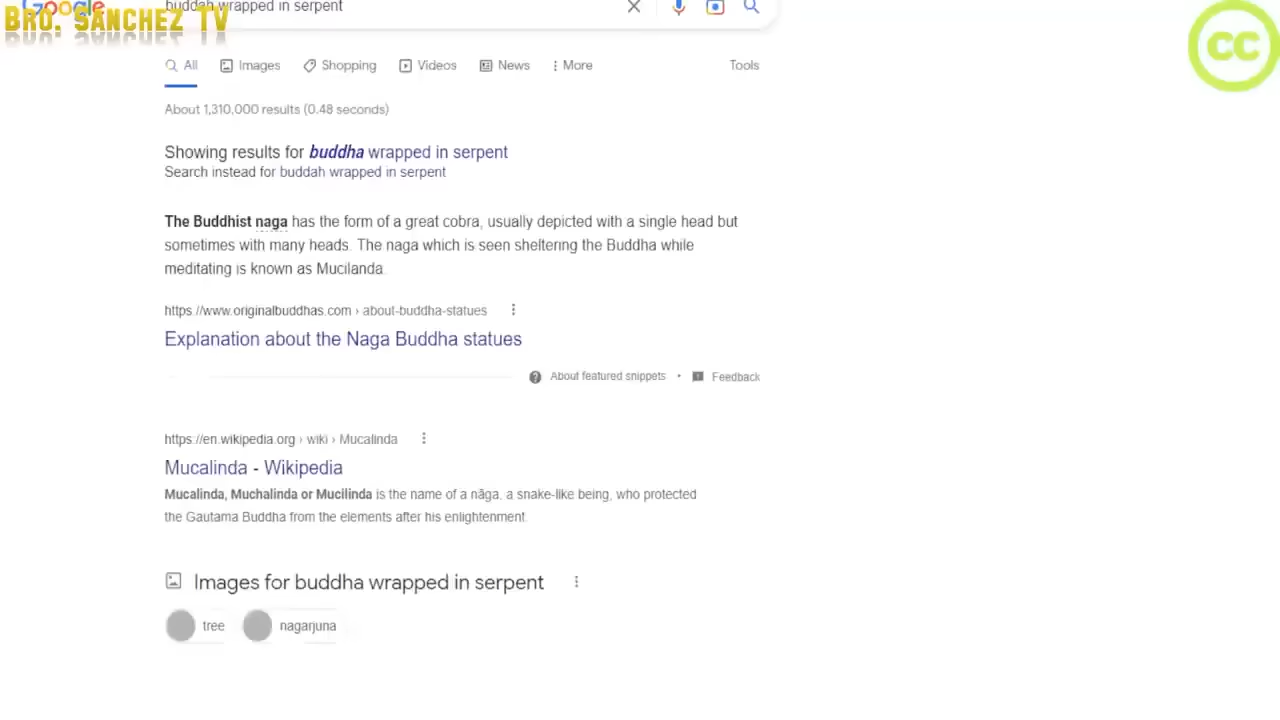 Google
BRO. SANCHEZ TV
buddah wrapped in serpent
CC
All Images Shopping Videos News More Tools
About 1,310,000 results (0.48 seconds)
Showing results for buddha wrapped in serpent
Search instead for buddah wrapped in serpent
The Buddhist naga has the form of a great cobra, usually depicted with a single head but
sometimes with many heads. The naga which is seen sheltering the Buddha while
meditating is known as Mucilanda.
https://www.originalbuddhas.com › about-buddha-statues
Explanation about the Naga Buddha statues
About featured snippets • Feedback
https://en.wikipedia.org › wiki › Mucalinda
Mucalinda - Wikipedia
Mucalinda, Muchalinda or Mucilinda is the name of a nāga, a snake-like being, who protected
the Gautama Buddha from the elements after his enlightenment.
Images for buddha wrapped in serpent
tree nagarjuna